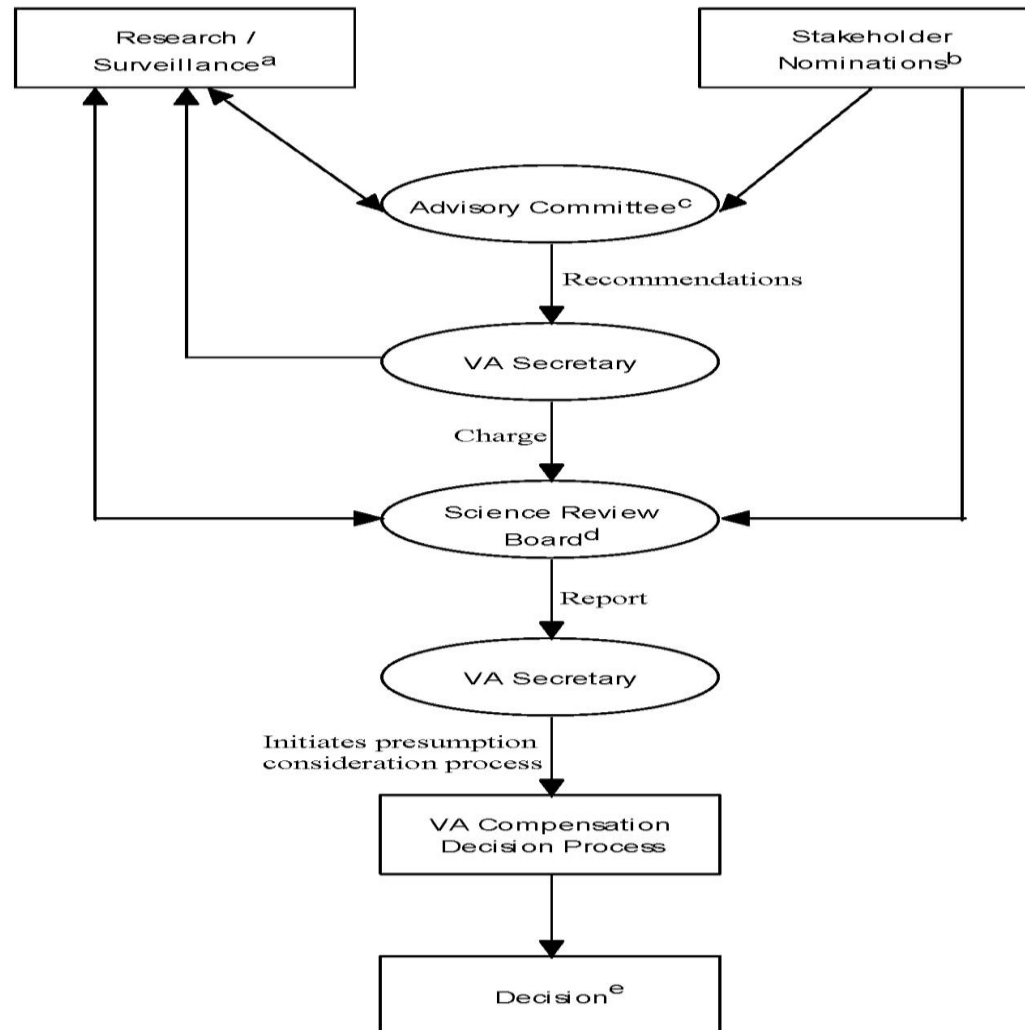 Research /
Surveillanceᵃ
Stakeholder
Nominationsᵇ
Advisory Committeeᶜ
Recommendations
VA Secretary
Charge
Science Review
Boardᵈ
Report
VA Secretary
Initiates presumption
consideration process
VA Compensation
Decision Process
Decisionᵉ